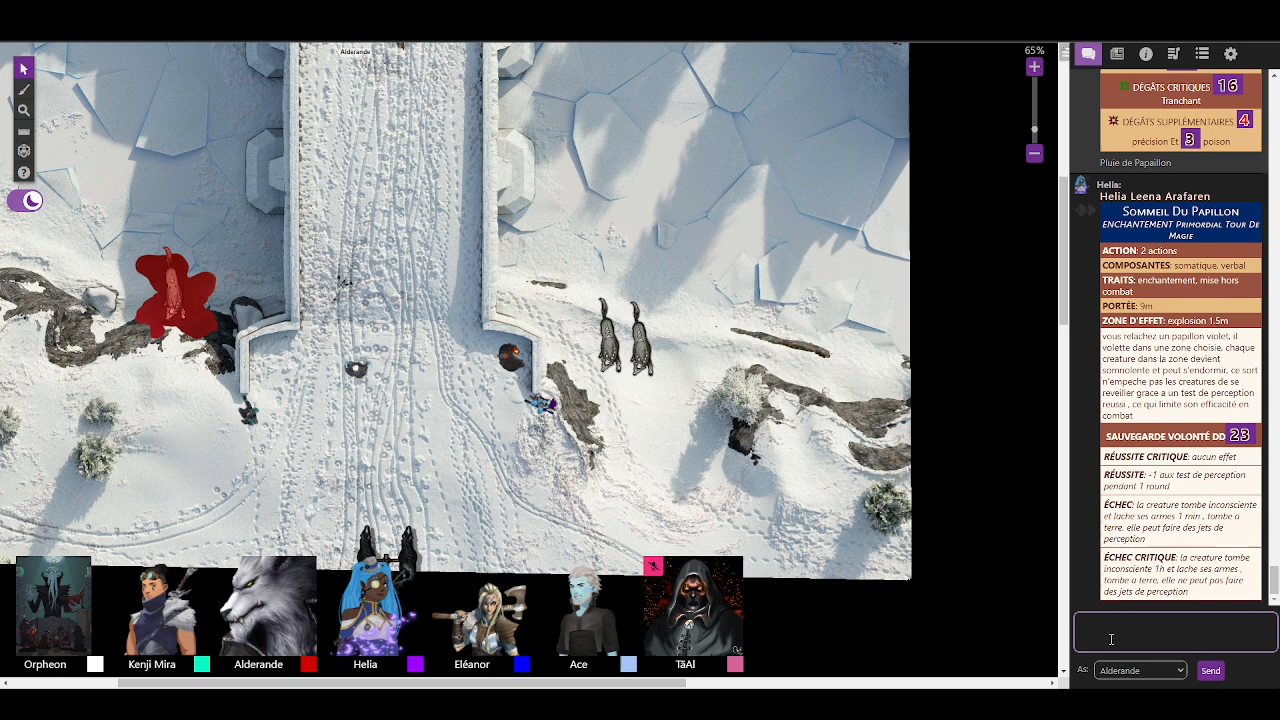 Alderande
65%
DÉGÂTS CRITIQUES 16
Tranchant
DÉGÂTS SUPPLÉMENTAIRES 4
précision Et 3 poison
Pluie de Papaillon
Helia:
Helia Leena Arafaren
SOMMEIL DU PAPILLON
ENCHANTEMENT PRIMORDIAL TOUR DE
MAGIE
ACTION: 2 actions
COMPOSANTES: somatique, verbal
TRAITS: enchantement, mise hors
combat
PORTÉE: 9m
ZONE D'EFFET: explosion 1.5m
vous relachez un papillon violet, il
volette dans une zone choisie, chaque
creature dans la zone devient
somnolente et peut s'endormir, ce sort
n'empeche pas les creatures de se
reveiller grace a un test de perception
reussi , ce qui limite son efficacité en
combat
SAUVEGARDE VOLONTÉ DD 23
RÉUSSITE CRITIQUE: aucun effet
RÉUSSITE: -1 aux test de perception
pendant 1 round
ÉCHEC: la creature tombe inconsciente
et lache ses armes 1 min , tombe a
terre, elle peut faire des jets de
perception
ÉCHEC CRITIQUE: la creature tombe
inconsciente 1h et lache ses armes ,
tombe a terre, elle ne peut pas faire
des jets de perception
As: Alderande Send
Orpheon
Kenji Mira
Alderande
Helia
Eléanor
Ace
TãAl